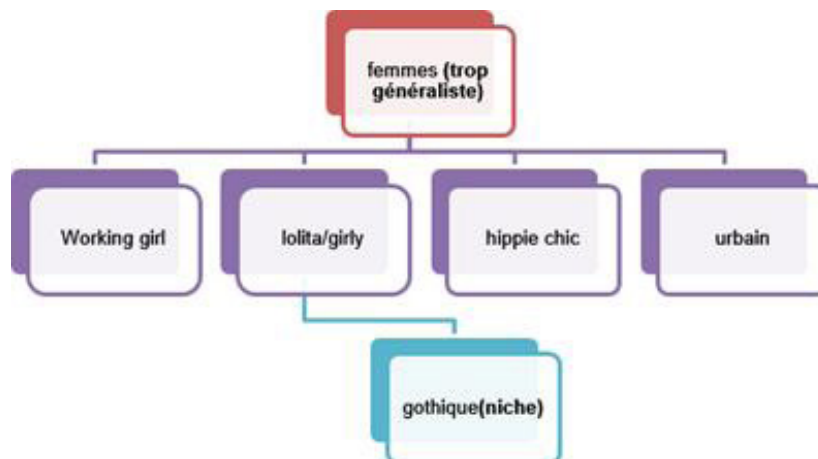 femmes (trop
généraliste)
Working girl
lolita/girly
hippie chic
urbain
gothique(niche)